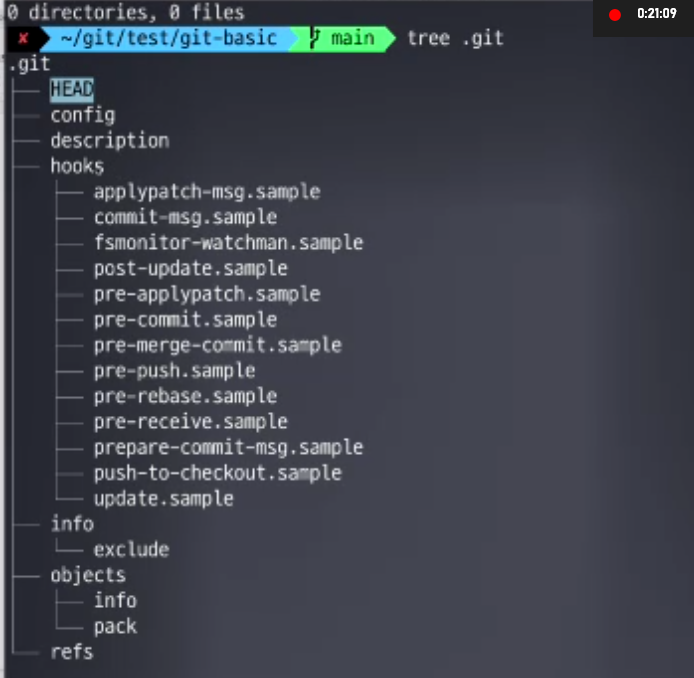 0 directories, 0 files
0:21:09
✘ ~/git/test/git-basic main tree .git
.git
HEAD
config
description
hooks
applypatch-msg.sample
commit-msg.sample
fsmonitor-watchman.sample
post-update.sample
pre-applypatch.sample
pre-commit.sample
pre-merge-commit.sample
pre-push.sample
pre-rebase.sample
pre-receive.sample
prepare-commit-msg.sample
push-to-checkout.sample
update.sample
info
exclude
objects
info
pack
refs